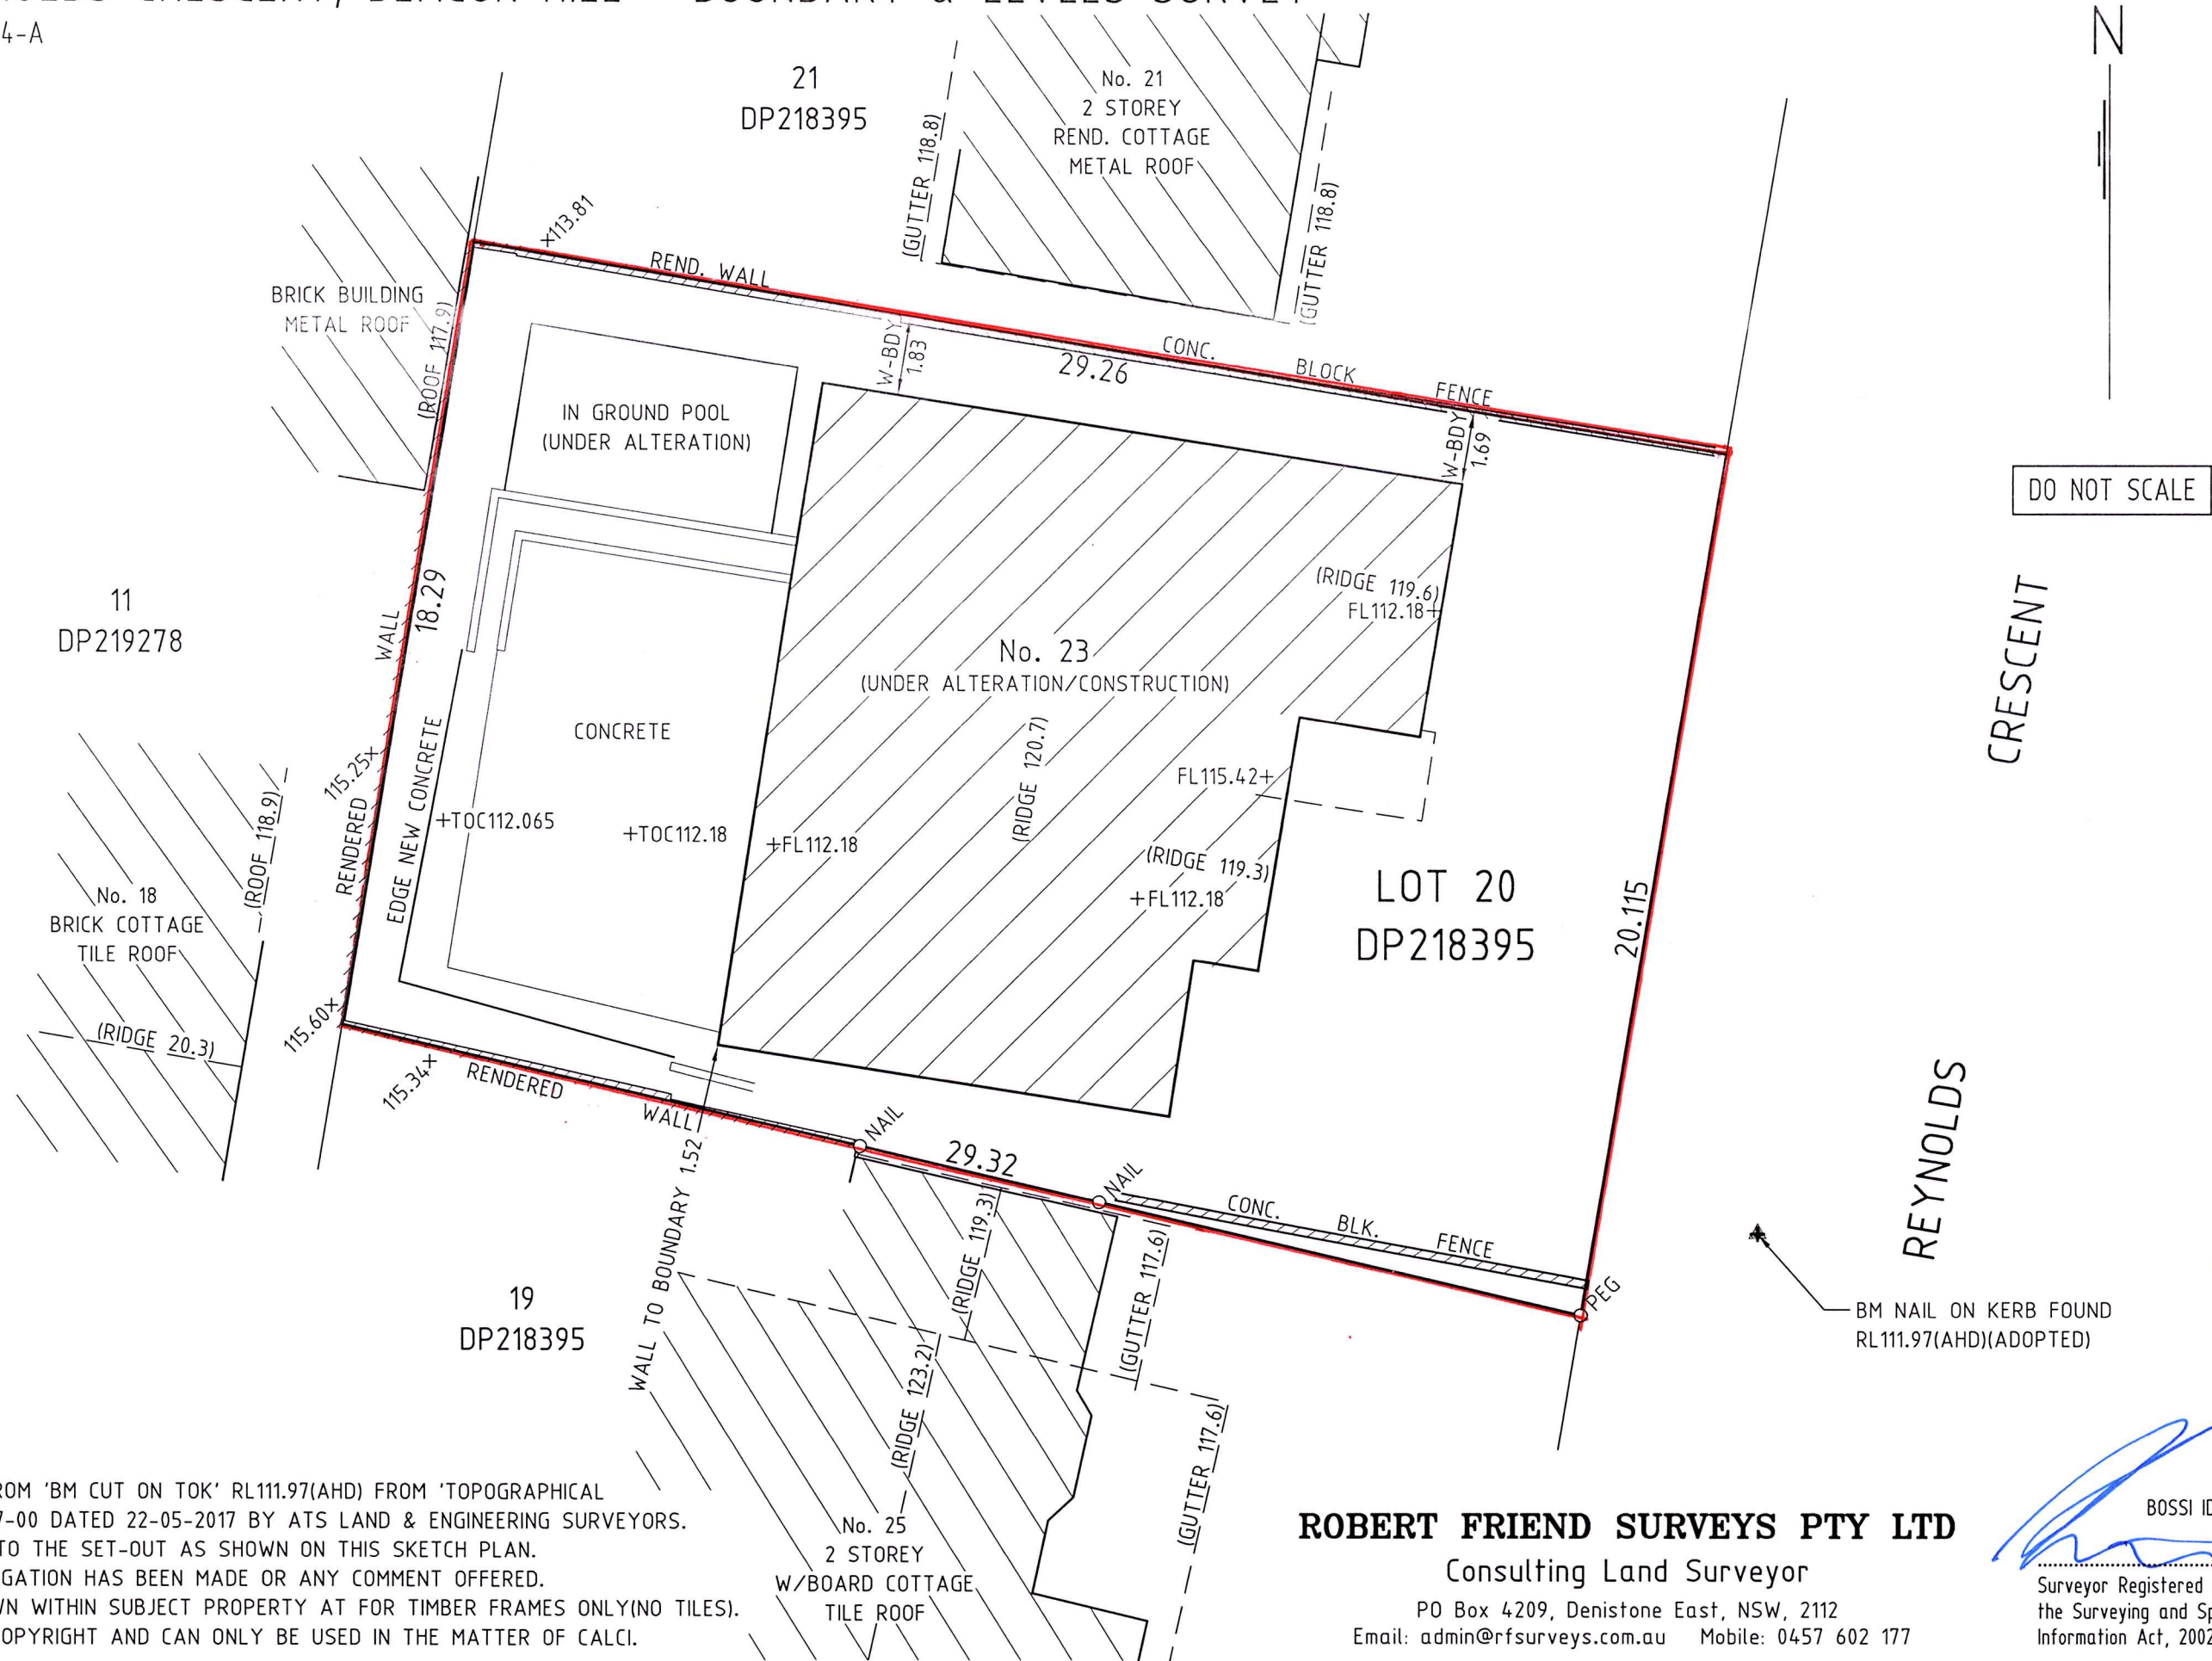 CRESCENT, BEACON HILL - BOUNDARY & LEVELS SURVEY
4-A
N
21
DP218395
No. 21
2 STOREY
REND. COTTAGE
METAL ROOF
(GUTTER 118.8)
(GUTTER 118.8)
×113.81
REND. WALL
BRICK BUILDING
METAL ROOF
(ROOF 117.9)
W-BDY
1.83
29.26
CONC. BLOCK FENCE
W-BDY
1.69
IN GROUND POOL
(UNDER ALTERATION)
DO NOT SCALE
11
DP219278
WALL
18.29
(RIDGE 119.6)
FL112.18+
No. 23
(UNDER ALTERATION/CONSTRUCTION)
(RIDGE 120.7)
CONCRETE
EDGE NEW CONCRETE
115.25×
RENDERED
FL115.42+
+TOC112.065
+TOC112.18
+FL112.18
(RIDGE 119.3)
+FL112.18
LOT 20
DP218395
20.115
CRESCENT
REYNOLDS
(ROOF 118.9)
No. 18
BRICK COTTAGE
TILE ROOF
(RIDGE 20.3)
115.60×
115.34×
RENDERED
WALL
NAIL
29.32
NAIL
CONC. BLK. FENCE
PEG
WALL TO BOUNDARY 1.52
(RIDGE 119.3)
(GUTTER 117.6)
19
DP218395
(RIDGE 123.2)
(GUTTER 117.6)
BM NAIL ON KERB FOUND
RL111.97(AHD)(ADOPTED)
No. 25
2 STOREY
W/BOARD COTTAGE
TILE ROOF
ROM 'BM CUT ON TOK' RL111.97(AHD) FROM 'TOPOGRAPHICAL
7-00 DATED 22-05-2017 BY ATS LAND & ENGINEERING SURVEYORS.
TO THE SET-OUT AS SHOWN ON THIS SKETCH PLAN.
GATION HAS BEEN MADE OR ANY COMMENT OFFERED.
WN WITHIN SUBJECT PROPERTY AT FOR TIMBER FRAMES ONLY(NO TILES).
OPYRIGHT AND CAN ONLY BE USED IN THE MATTER OF CALCI.
ROBERT FRIEND SURVEYS PTY LTD
Consulting Land Surveyor
PO Box 4209, Denistone East, NSW, 2112
Email: admin@rfsurveys.com.au Mobile: 0457 602 177
BOSSI ID
Surveyor Registered
the Surveying and Sp
Information Act, 2002